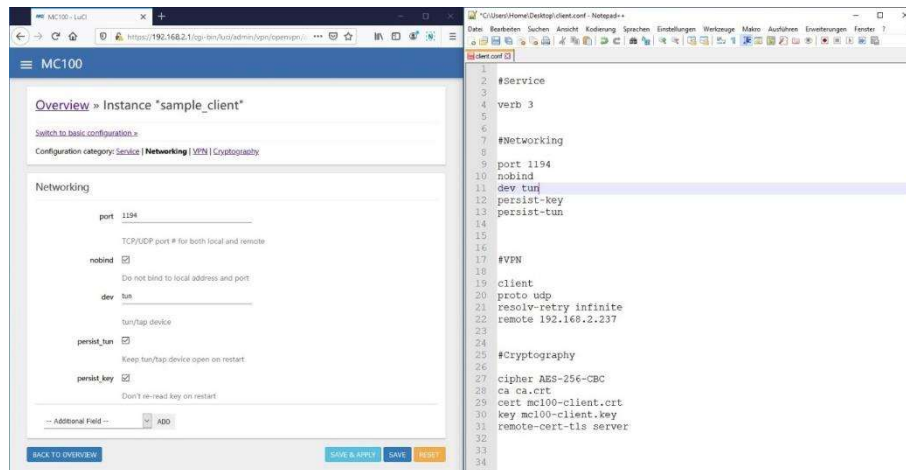 MC100 - LuCI
https://192.168.2.1/cgi-bin/luci/admin/vpn/openvpn/
MC100
Overview » Instance "sample_client"
Switch to basic configuration »
Configuration category: Service | Networking | VPN | Cryptography
Networking
port 1194
TCP/UDP port # for both local and remote
nobind
Do not bind to local address and port
dev tun
tun/tap device
persist_tun
Keep tun/tap device open on restart
persist_key
Don't re-read key on restart
-- Additional Field -- ADD
BACK TO OVERVIEW SAVE & APPLY SAVE RESET
*C:\Users\Home\Desktop\client.conf - Notepad++
Datei Bearbeiten Suchen Ansicht Kodierung Sprachen Einstellungen Werkzeuge Makro Ausführen Erweiterungen Fenster ?
client.conf
1
2 #Service
3
4 verb 3
5
6
7 #Networking
8
9 port 1194
10 nobind
11 dev tun
12 persist-key
13 persist-tun
14
15
16
17 #VPN
18
19 client
20 proto udp
21 resolv-retry infinite
22 remote 192.168.2.237
23
24
25 #Cryptography
26
27 cipher AES-256-CBC
28 ca ca.crt
29 cert mc100-client.crt
30 key mc100-client.key
31 remote-cert-tls server
32
33
34